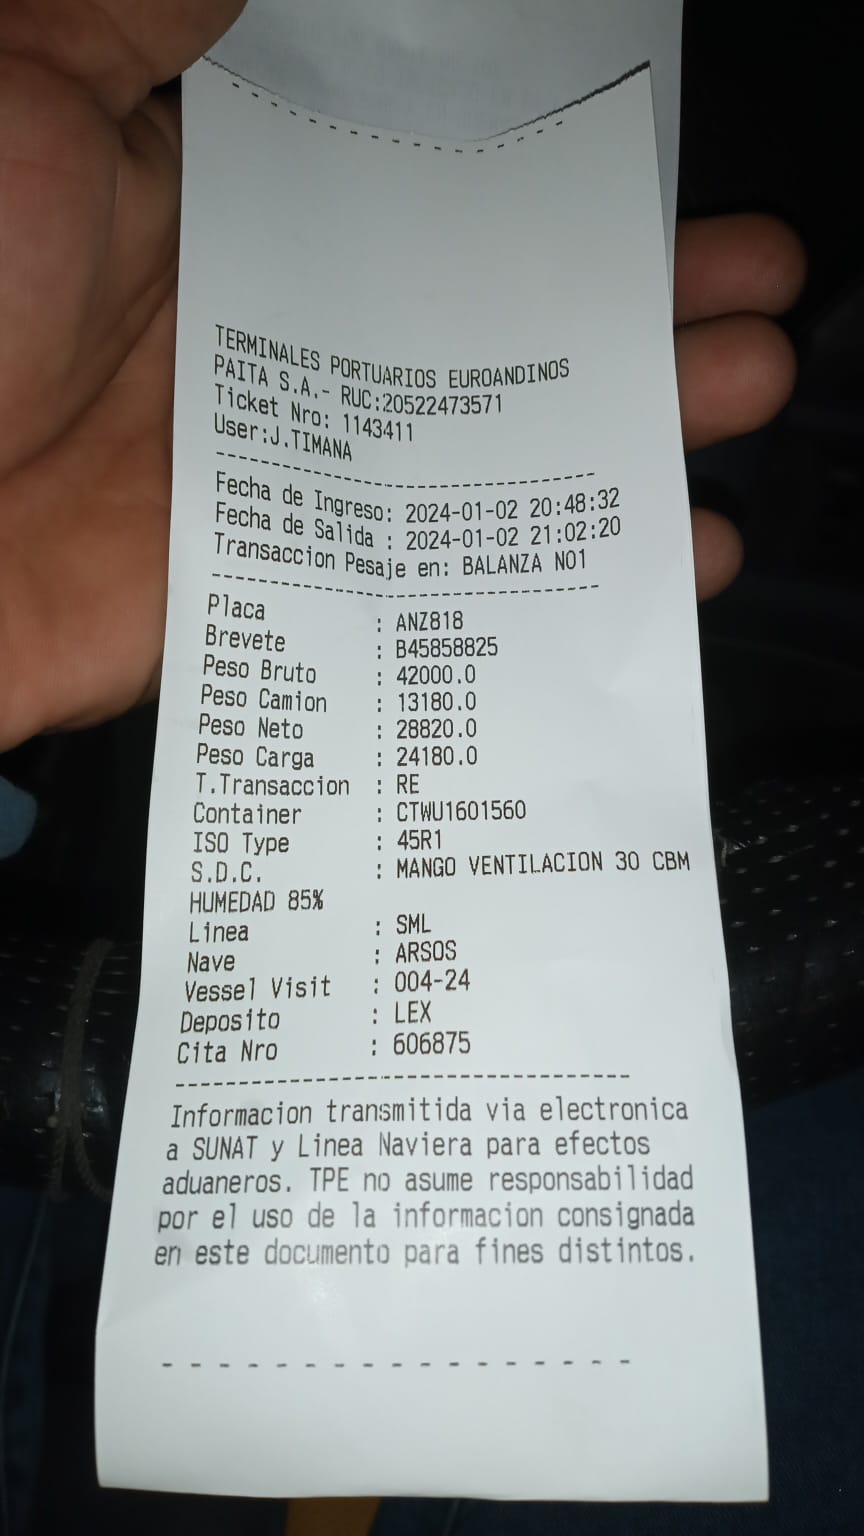 TERMINALES PORTUARIOS EUROANDINOS
PAITA S.A.- RUC:20522473571
Ticket Nro: 1143411
User:J.TIMANA
---------------------------------
Fecha de Ingreso: 2024-01-02 20:48:32
Fecha de Salida : 2024-01-02 21:02:20
Transaccion Pesaje en: BALANZA NO1
---------------------------------
Placa : ANZ818
Brevete : B45858825
Peso Bruto : 42000.0
Peso Camion : 13180.0
Peso Neto : 28820.0
Peso Carga : 24180.0
T.Transaccion : RE
Container : CTWU1601560
ISO Type : 45R1
S.D.C. : MANGO VENTILACION 30 CBM
HUMEDAD 85%
Linea : SML
Nave : ARSOS
Vessel Visit : 004-24
Deposito : LEX
Cita Nro : 606875
---------------------------------
Informacion transmitida via electronica
a SUNAT y Linea Naviera para efectos
aduaneros. TPE no asume responsabilidad
por el uso de la informacion consignada
en este documento para fines distintos.